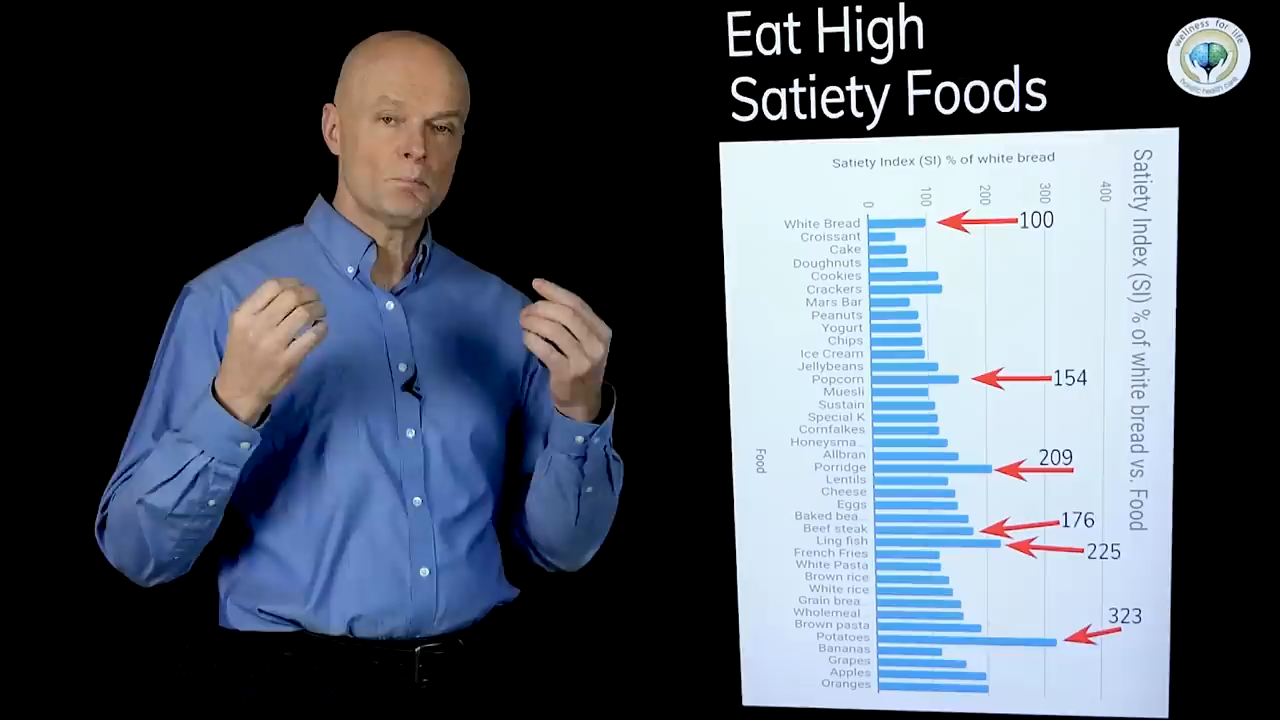 Eat High
Satiety Foods
wellness for life
holistic health care
Satiety Index (SI) % of white bread
0
100
200
300
400
Satiety Index (SI) % of white bread vs. Food
Food
White Bread
100
Croissant
Cake
Doughnuts
Cookies
Crackers
Mars Bar
Peanuts
Yogurt
Chips
Ice Cream
Jellybeans
Popcorn
154
Muesli
Sustain
Special K
Cornfalkes
Honeysma...
Allbran
Porridge
209
Lentils
Cheese
Eggs
Baked bea...
Beef steak
176
Ling fish
225
French Fries
White Pasta
Brown rice
White rice
Grain brea...
Wholemeal...
Brown pasta
Potatoes
323
Bananas
Grapes
Apples
Oranges